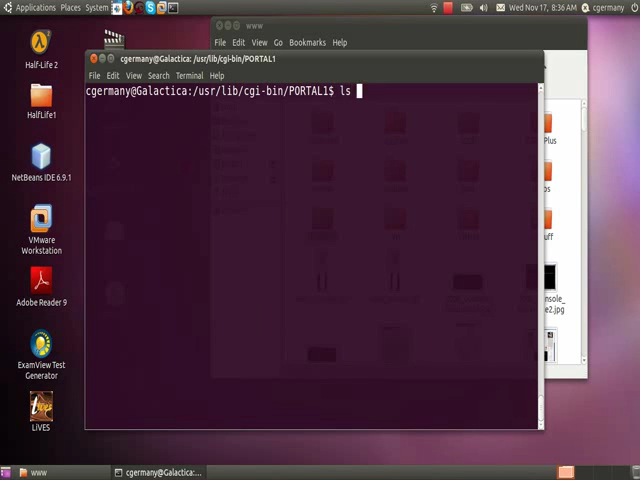 Applications Places System
Wed Nov 17, 8:36 AM cgermany
www
File Edit View Go Bookmarks Help
cgermany@Galactica: /usr/lib/cgi-bin/PORTAL1
File Edit View Search Terminal Help
cgermany@Galactica:/usr/lib/cgi-bin/PORTAL1$ ls
Half-Life 2
HalfLife1
NetBeans IDE 6.9.1
VMware
Workstation
Adobe Reader 9
ExamView Test
Generator
LiVES
Plus
www
cgermany@Galactica: ...